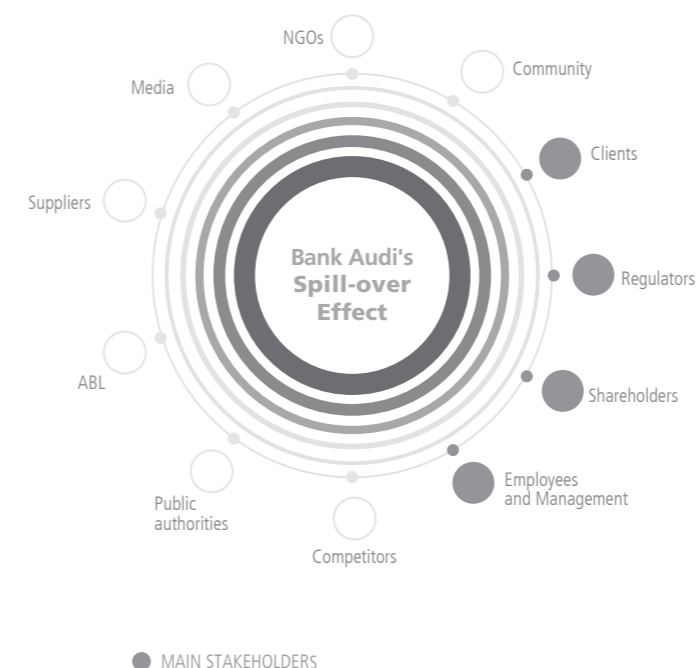 NGOs
Community
Media
Clients
Suppliers
Bank Audi's
Spill-over
Effect
Regulators
ABL
Shareholders
Employees
and Management
Public
authorities
Competitors
MAIN STAKEHOLDERS